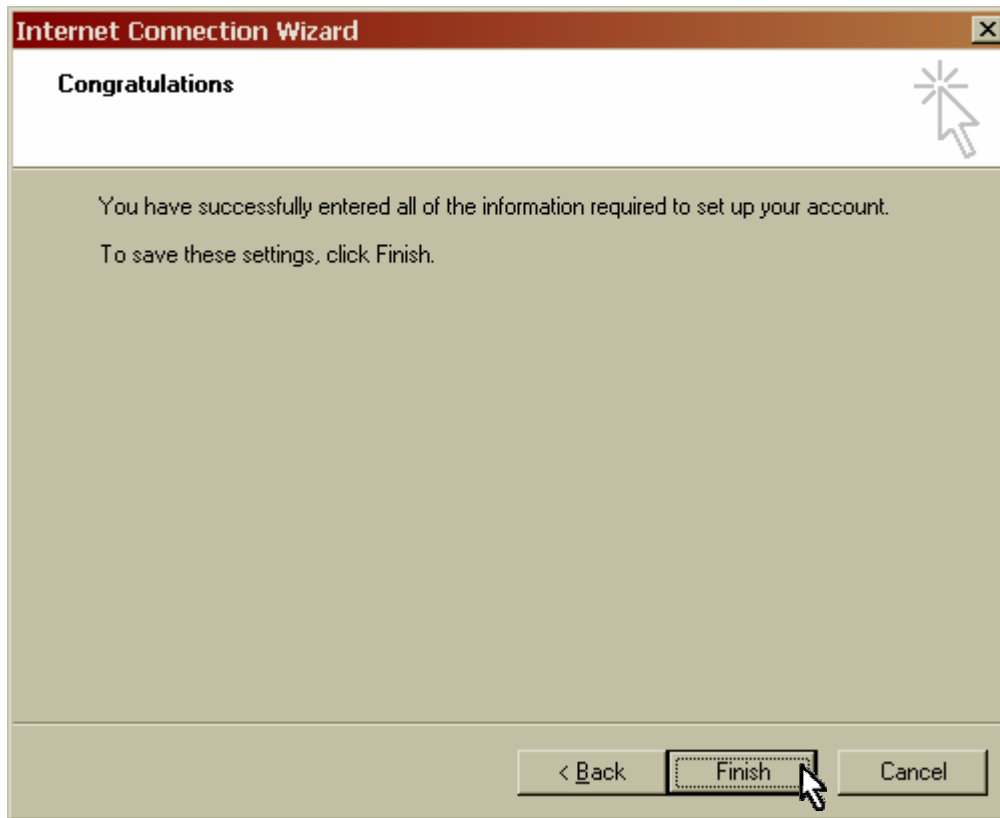 Internet Connection Wizard
Congratulations
You have successfully entered all of the information required to set up your account.
To save these settings, click Finish.
< Back
Finish
Cancel